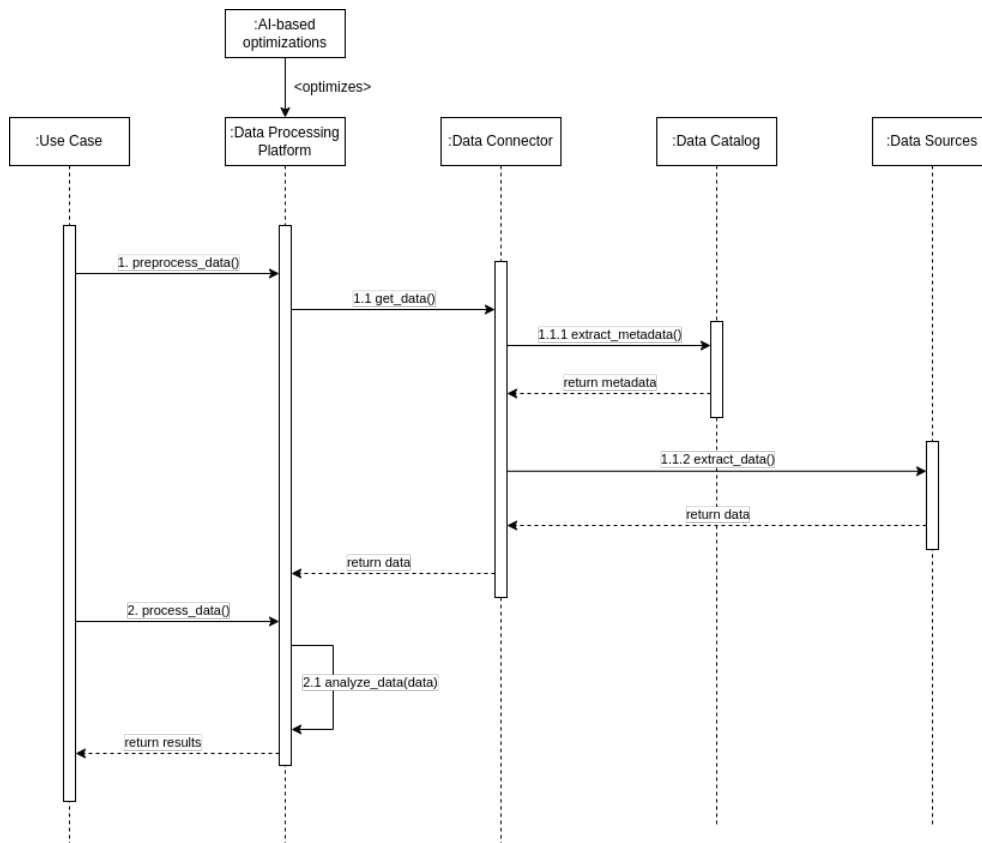 :AI-based
optimizations
<optimizes>
:Use Case
:Data Processing
Platform
:Data Connector
:Data Catalog
:Data Sources
1. preprocess_data()
1.1 get_data()
1.1.1 extract_metadata()
return metadata
1.1.2 extract_data()
return data
return data
2. process_data()
2.1 analyze_data(data)
return results